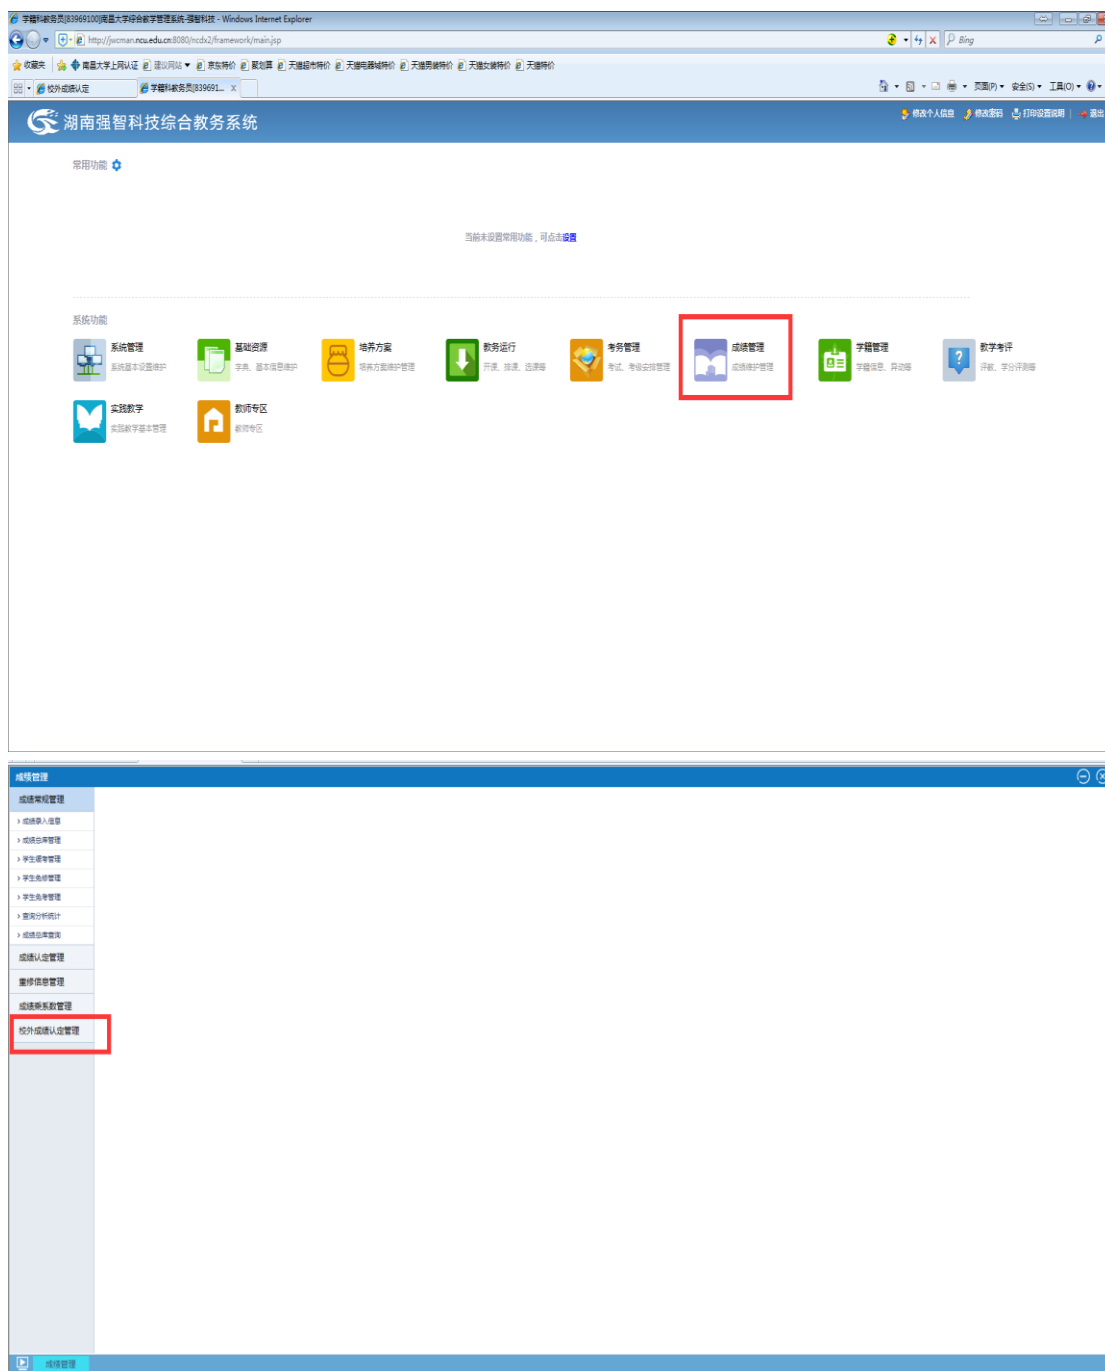 学籍科教务员[83969100]南昌大学综合教学管理系统-强智科技 - Windows Internet Explorer
http://jwcman.ncu.edu.cn:8080/ncdx2/framework/main.jsp
Bing
收藏夹 南昌大学上网认证 建议网站 京东特价 聚划算 天猫超市特价 天猫电器城特价 天猫男装特价 天猫女装特价 天猫特价
校外成绩认定 学籍科教务员[839691... X 页面(P) 安全(S) 工具(O)
湖南强智科技综合教务系统 修改个人信息 修改密码 打印设置说明 | 退出
常用功能
当前未设置常用功能，可点击设置
系统功能
系统管理 基础资源 培养方案 教务运行 考务管理 成绩管理 学籍管理 教学考评
系统基本设置维护 字典、基本信息维护 培养方案维护管理 开课、排课、选课等 考试、考级安排管理 成绩维护管理 学籍信息、异动等 评教、学分评测等
实践教学 教师专区
实践教学基本管理 教师专区
成绩管理
成绩常规管理
> 成绩录入信息
> 成绩总库管理
> 学生缓考管理
> 学生免修管理
> 学生免考管理
> 查询分析统计
> 成绩总库查询
成绩认定管理
重修信息管理
成绩乘系数管理
校外成绩认定管理
成绩管理